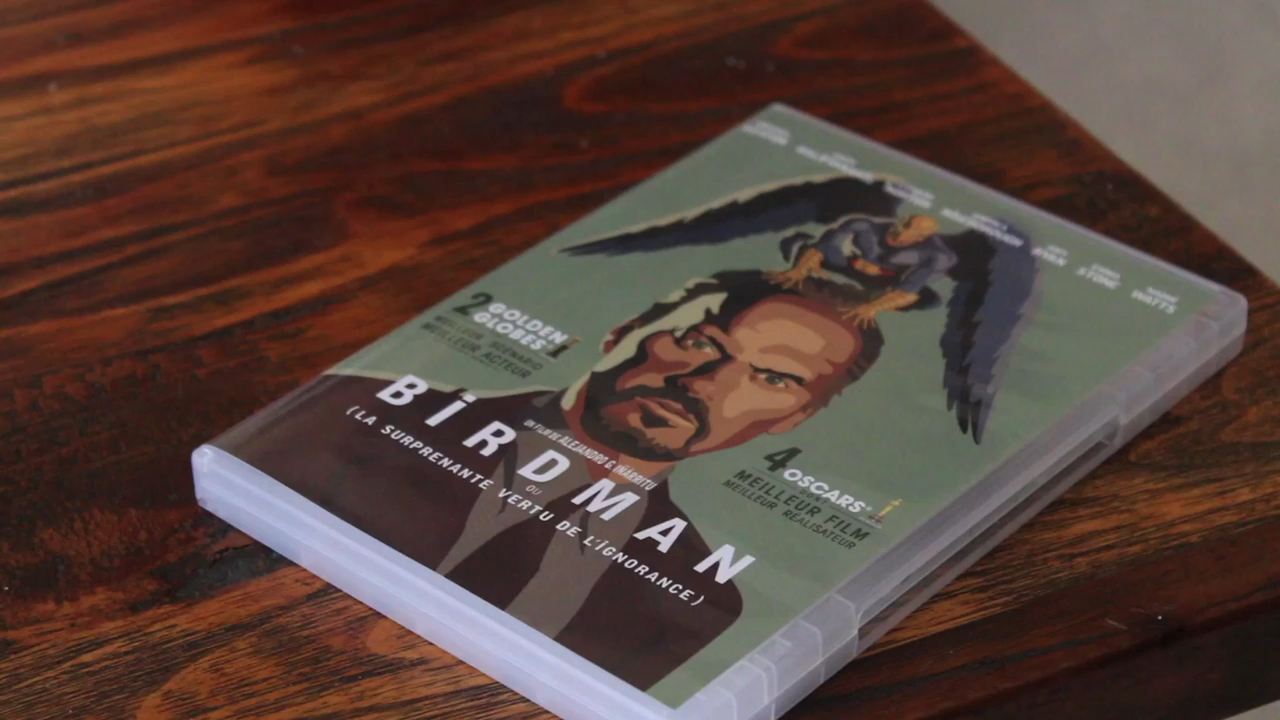 RYAN STONE WATTS
2 GOLDEN
GLOBES
MEILLEUR SCÉNARIO
MEILLEUR ACTEUR
BiRDMAN
UN FILM DE ALEJANDRO G. IÑÁRRITU
OU
(LA SURPRENANTE VERTU DE L'iGNORANCE)
4 OSCARS®
DONT
MEILLEUR FILM
MEILLEUR RÉALISATEUR